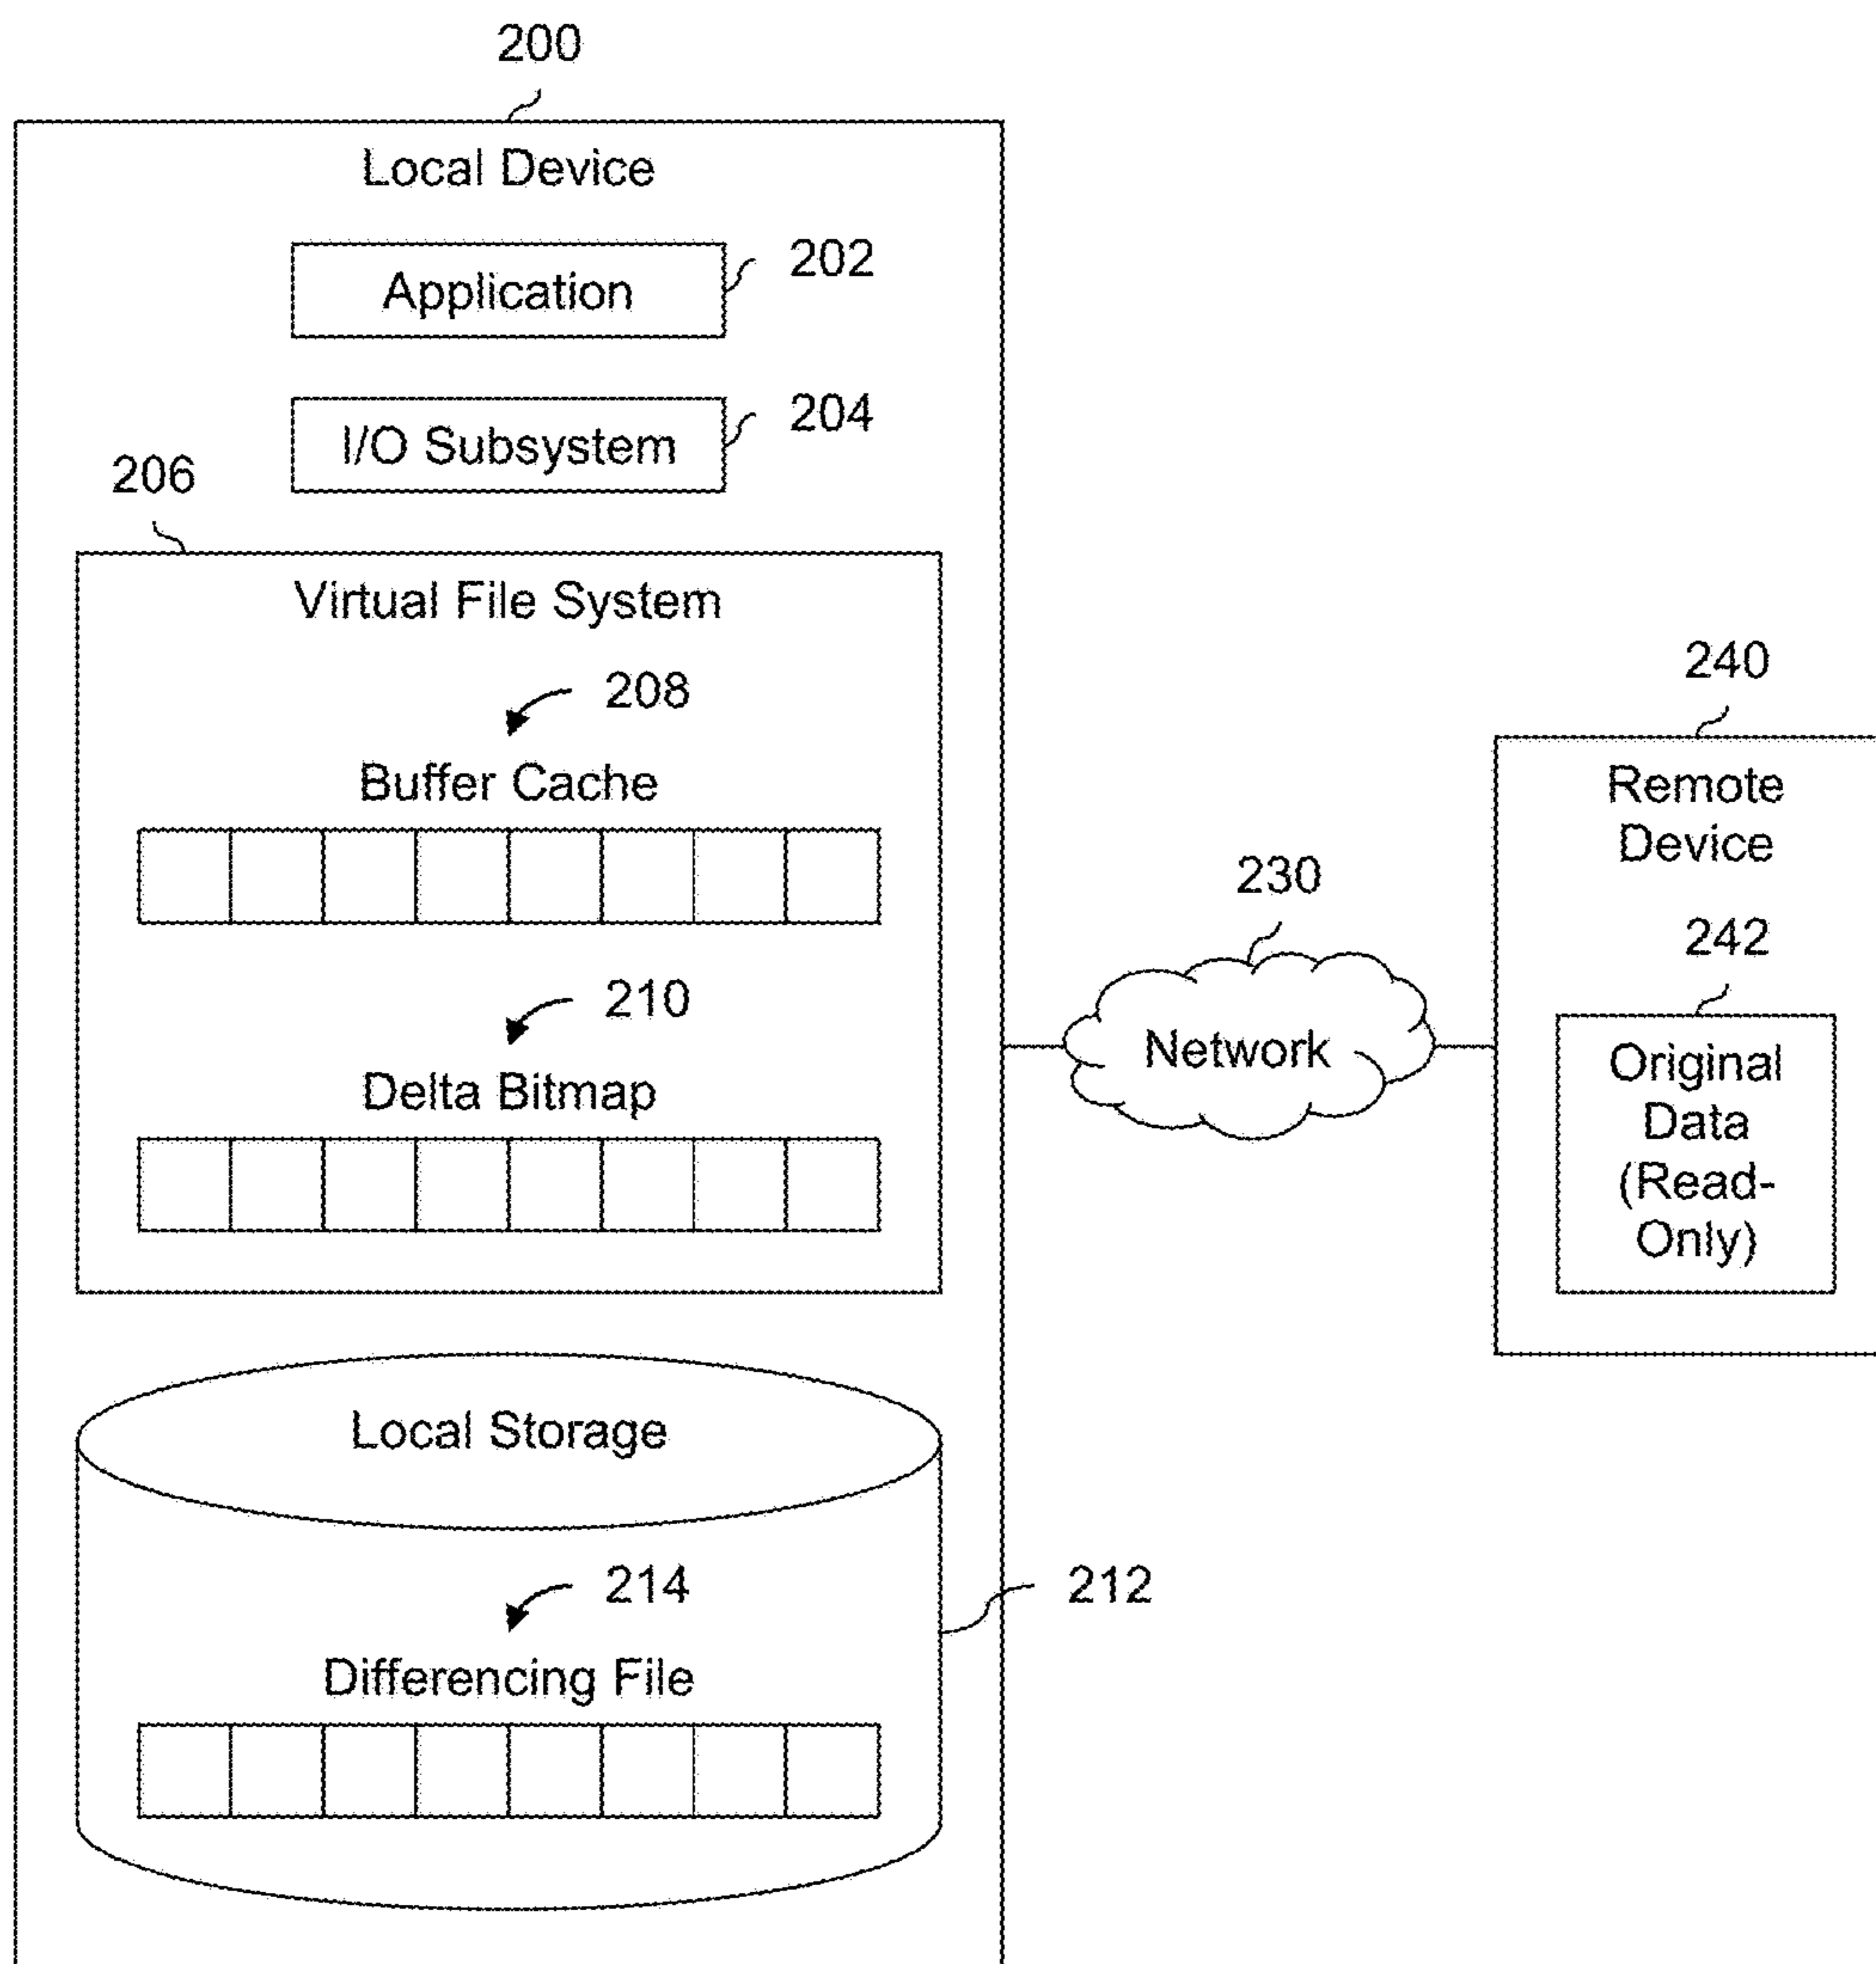 200
Local Device
202
Application
204
I/O Subsystem
206
Virtual File System
208
Buffer Cache
210
Delta Bitmap
Local Storage
214
212
Differencing File
230
Network
240
Remote
Device
242
Original
Data
(Read-
Only)